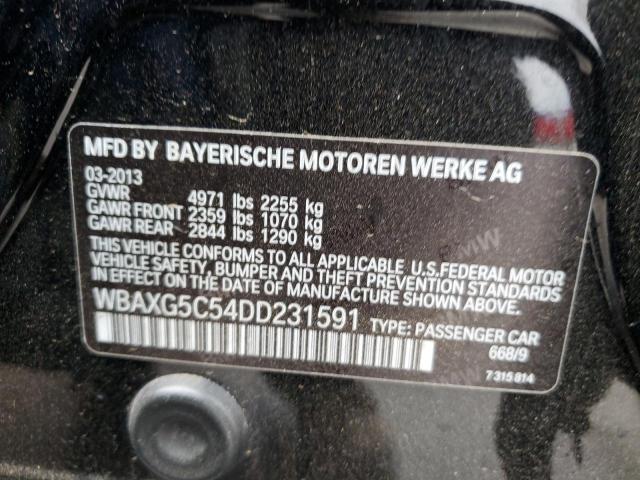 MFD BY BAYERISCHE MOTOREN WERKE AG
03-2013
GVWR 4971 lbs 2255 kg
GAWR FRONT 2359 lbs 1070 kg
GAWR REAR 2844 lbs 1290 kg
THIS VEHICLE CONFORMS TO ALL APPLICABLE U.S.FEDERAL MOTOR
VEHICLE SAFETY, BUMPER AND THEFT PREVENTION STANDARDS
IN EFFECT ON THE DATE OF MANUFACTURE SHOWN ABOVE.
WBAXG5C54DD231591 TYPE: PASSENGER CAR
668/9
7 315 814